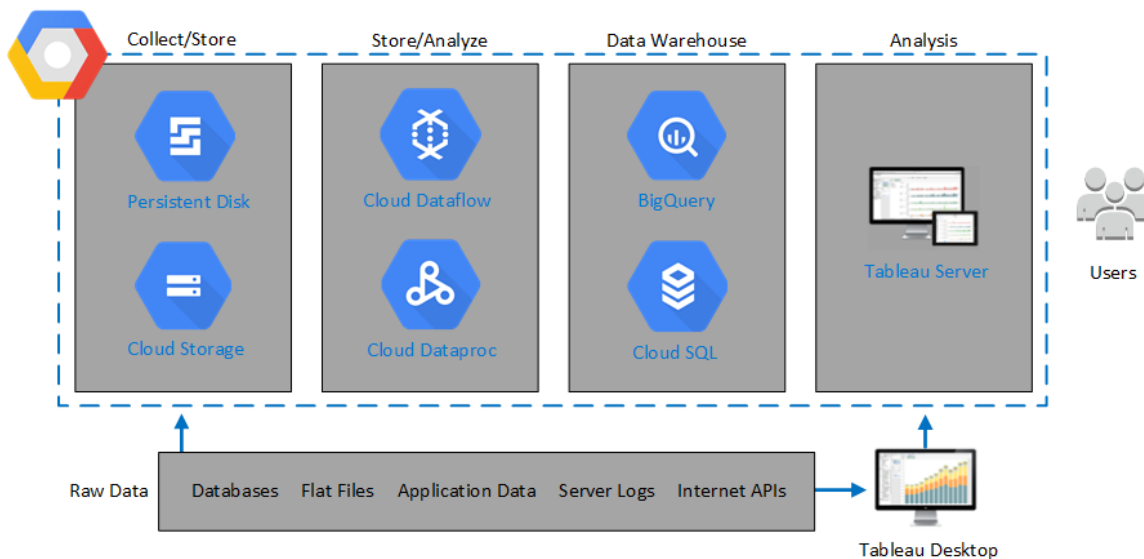 Collect/Store
Store/Analyze
Data Warehouse
Analysis
Persistent Disk
Cloud Dataflow
BigQuery
Tableau Server
Users
Cloud Storage
Cloud Dataproc
Cloud SQL
Raw Data
Databases
Flat Files
Application Data
Server Logs
Internet APIs
Tableau Desktop